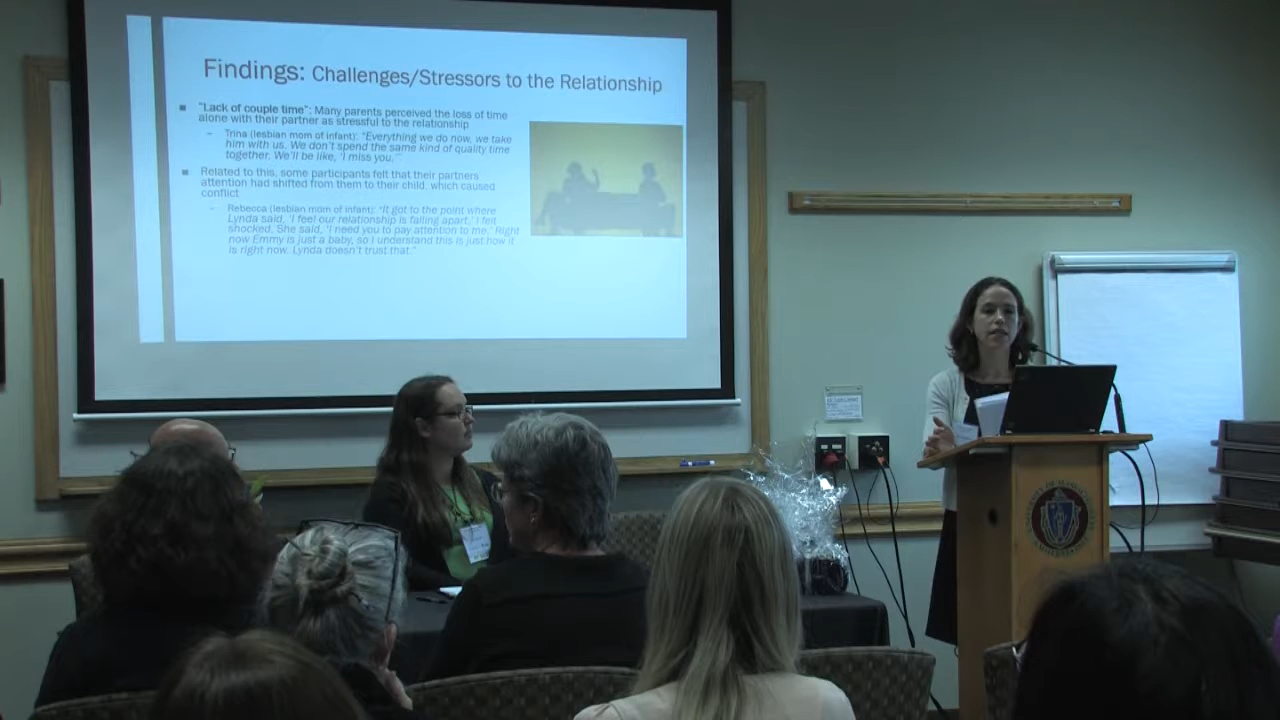 Findings: Challenges/Stressors to the Relationship
"Lack of couple time": Many parents perceived the loss of time
alone with their partner as stressful to the relationship
– Trina (lesbian mom of infant): "Everything we do now, we take
him with us. We don't spend the same kind of quality time
together. We'll be like, 'I miss you.'"
Related to this, some participants felt that their partners
attention had shifted from them to their child, which caused
conflict
– Rebecca (lesbian mom of infant): "It got to the point where
Lynda said, 'I feel our relationship is falling apart.' I felt
shocked. She said, 'I need you to pay attention to me.' Right
now Emmy is just a baby, so I understand this is just how it
is right now. Lynda doesn't trust that."